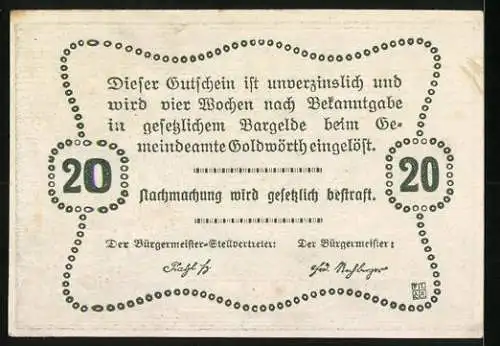 Dieser Gutschein ist unverzinslich und
wird vier Wochen nach Bekanntgabe
in gesetzlichem Bargelde beim Ge-
meindeamte Goldwörth eingelöst.
20
20
Nachmachung wird gesetzlich bestraft.
Der Bürgermeister-Stellvertreter: Der Bürgermeister: